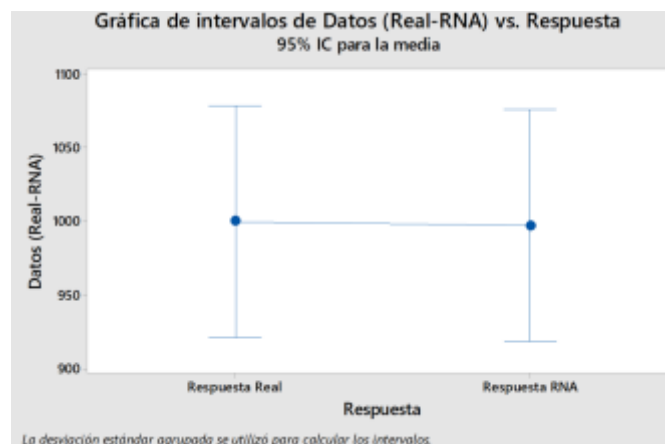 Gráfica de intervalos de Datos (Real-RNA) vs. Respuesta
95% IC para la media
1100
1050
1000
950
900
Datos (Real-RNA)
Respuesta Real
Respuesta RNA
Respuesta
La desviación estándar agrupada se utilizó para calcular los intervalos.